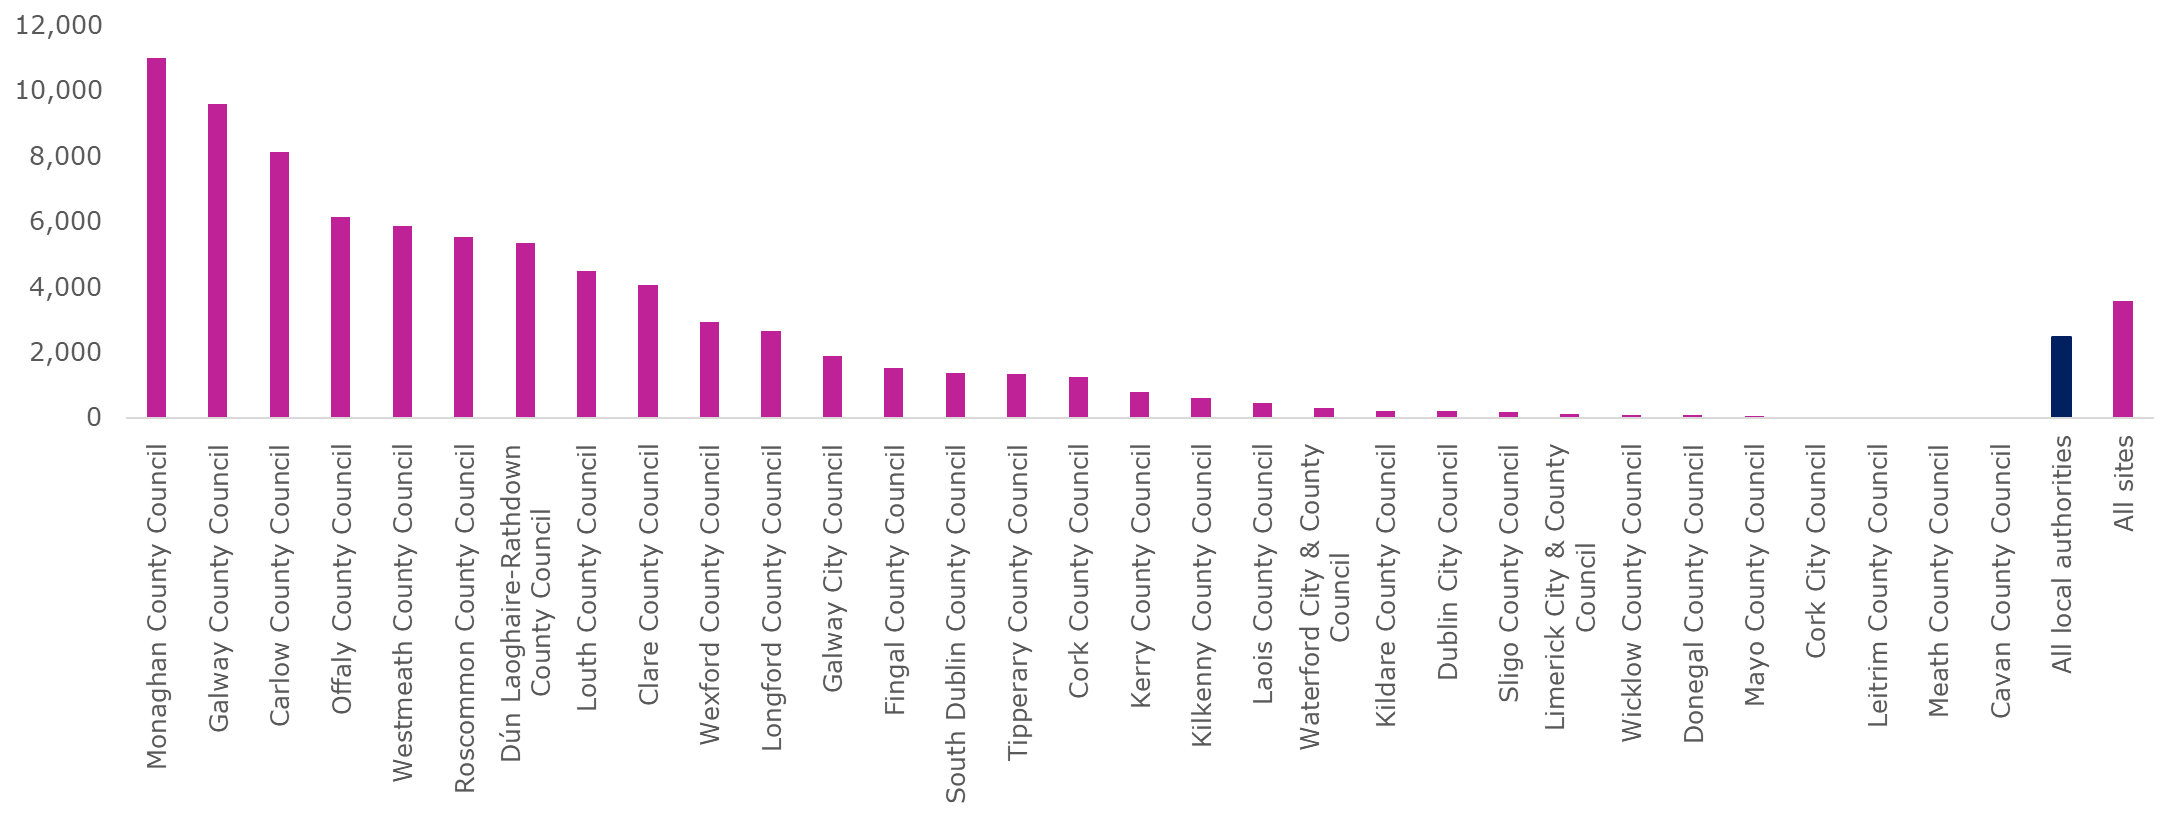 12,000
10,000
8,000
6,000
4,000
2,000
0
Monaghan County Council
Galway County Council
Carlow County Council
Offaly County Council
Westmeath County Council
Roscommon County Council
Dún Laoghaire-Rathdown
County Council
Louth County Council
Clare County Council
Wexford County Council
Longford County Council
Galway City Council
Fingal County Council
South Dublin County Council
Tipperary County Council
Cork County Council
Kerry County Council
Kilkenny County Council
Laois County Council
Waterford City & County
Council
Kildare County Council
Dublin City Council
Sligo County Council
Limerick City & County
Council
Wicklow County Council
Donegal County Council
Mayo County Council
Cork City Council
Leitrim County Council
Meath County Council
Cavan County Council
All local authorities
All sites